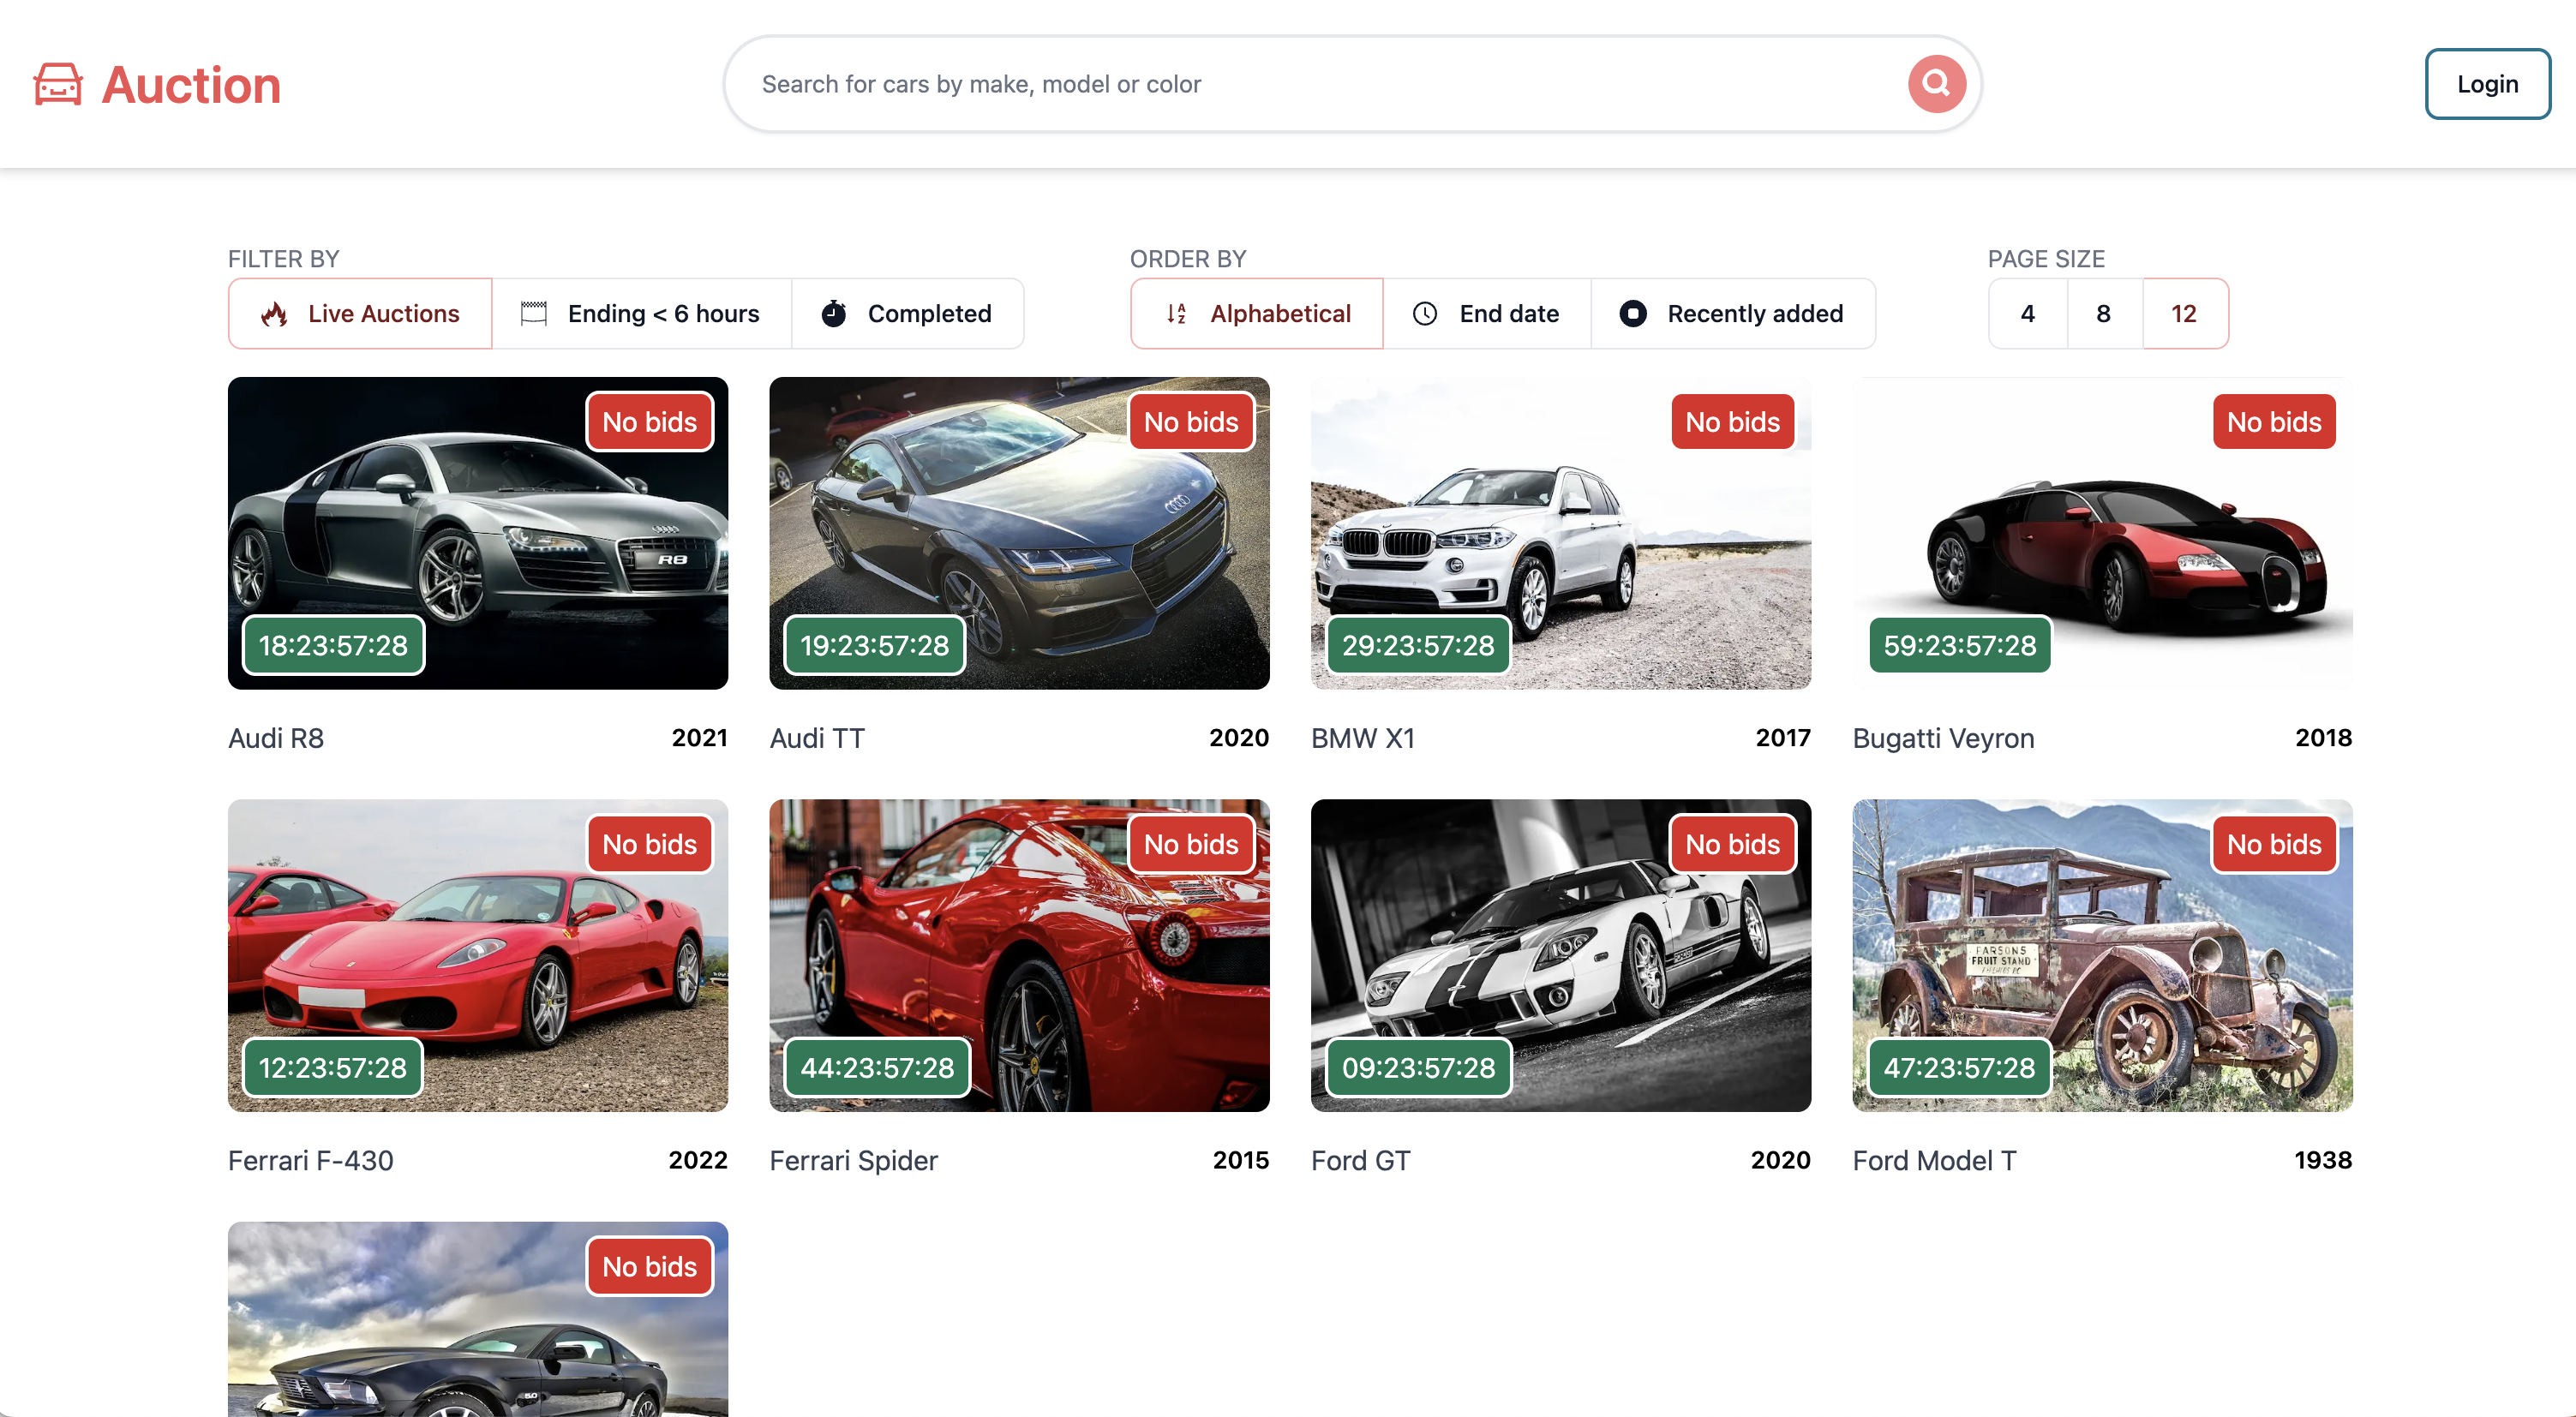 Auction
Search for cars by make, model or color
Login
FILTER BY
Live Auctions
Ending < 6 hours
Completed
ORDER BY
Alphabetical
End date
Recently added
PAGE SIZE
4
8
12
No bids
R8
18:23:57:28
Audi R8
2021
No bids
19:23:57:28
Audi TT
2020
No bids
29:23:57:28
BMW X1
2017
No bids
59:23:57:28
Bugatti Veyron
2018
No bids
12:23:57:28
Ferrari F-430
2022
No bids
44:23:57:28
Ferrari Spider
2015
No bids
09:23:57:28
Ford GT
2020
No bids
PARSONS
FRUIT STAND
47:23:57:28
Ford Model T
1938
No bids
5.0